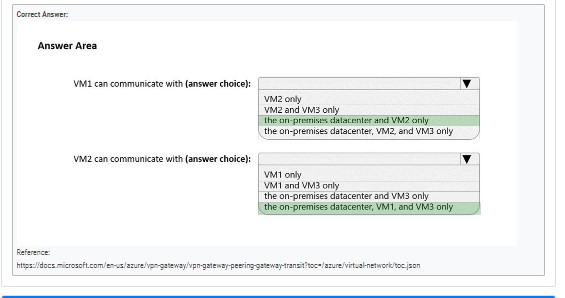 Correct Answer:
Answer Area
VM1 can communicate with (answer choice):
VM2 only
VM2 and VM3 only
the on-premises datacenter and VM2 only
the on-premises datacenter, VM2, and VM3 only
VM2 can communicate with (answer choice):
VM1 only
VM1 and VM3 only
the on-premises datacenter and VM3 only
the on-premises datacenter, VM1, and VM3 only
Reference:
https://docs.microsoft.com/en-us/azure/vpn-gateway/vpn-gateway-peering-gateway-transit?toc=/azure/virtual-network/toc.json